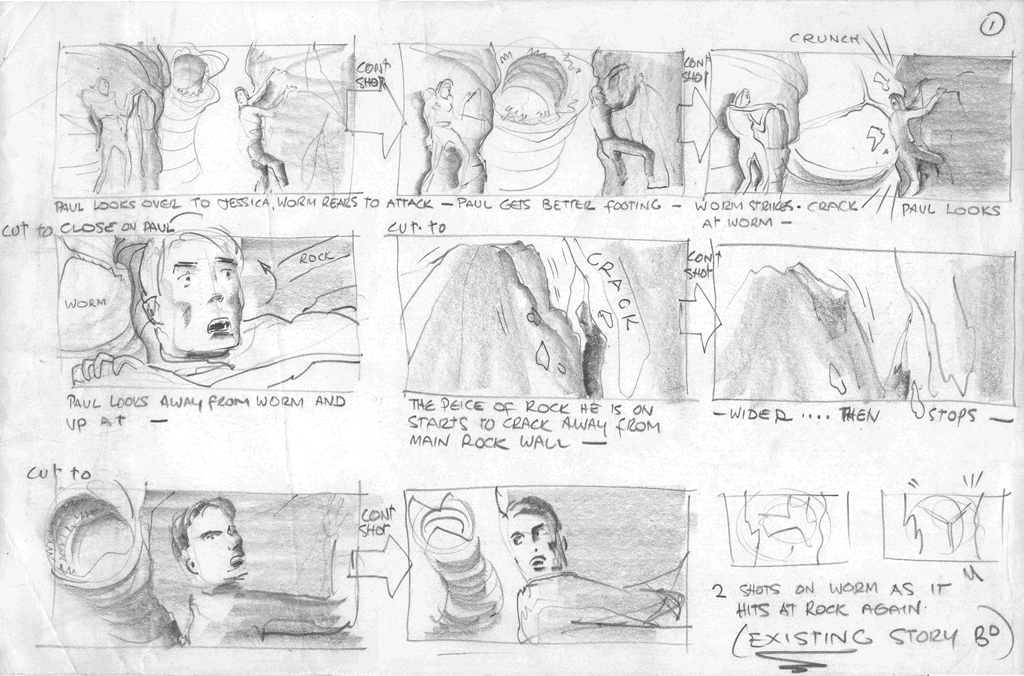 1
CRUNCH
CONT SHOT
CONT SHOT
PAUL LOOKS OVER TO JESSICA, WORM REARS TO ATTACK — PAUL GETS BETTER FOOTING — WORM STRIKES. CRACK PAUL LOOKS
AT WORM —
CUT TO CLOSE ON PAUL
ROCK
WORM
PAUL LOOKS AWAY FROM WORM AND
UP AT —
CUT TO
CRACK
CONT SHOT
THE PEICE OF ROCK HE IS ON
STARTS TO CRACK AWAY FROM
MAIN ROCK WALL —
— WIDER .... THEN STOPS —
CUT TO
CONT SHOT
2 SHOTS ON WORM AS IT
HITS AT ROCK AGAIN.
(EXISTING STORY BD)